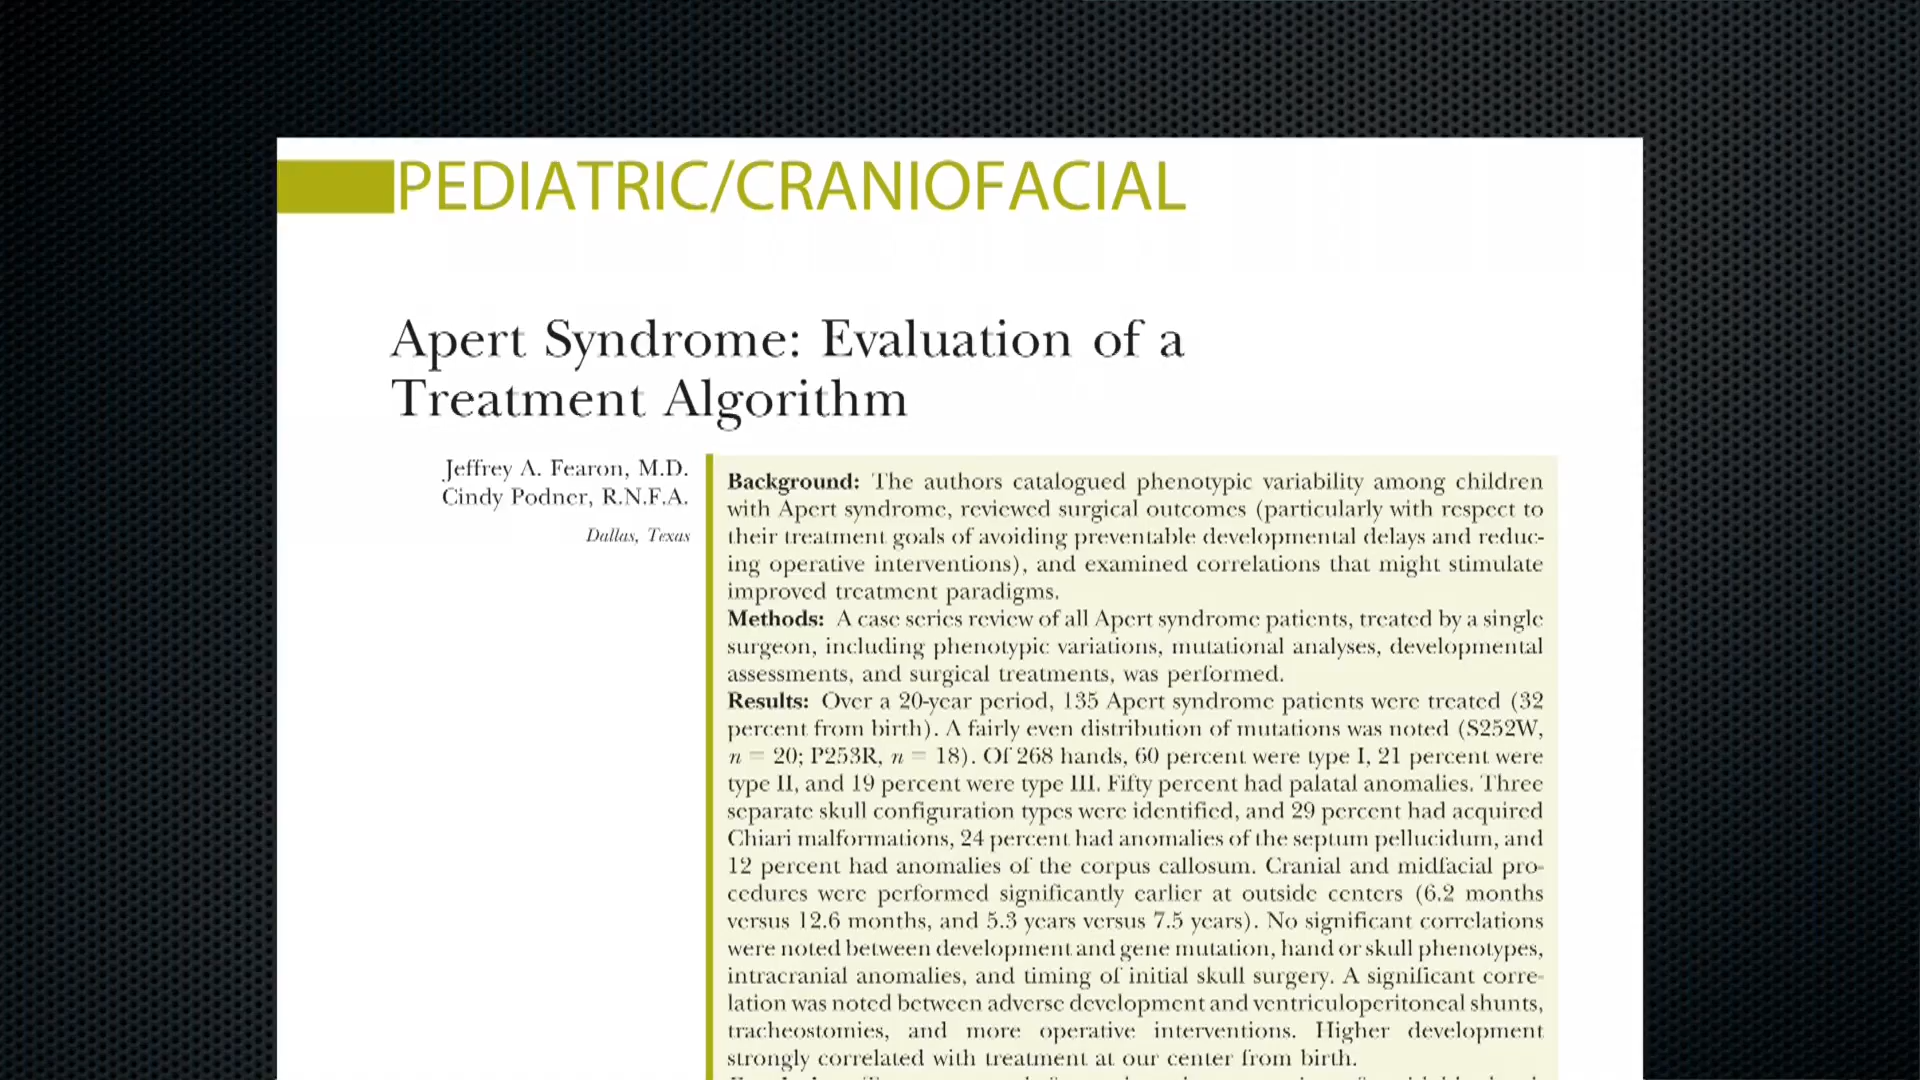 PEDIATRIC/CRANIOFACIAL
Apert Syndrome: Evaluation of a
Treatment Algorithm
Jeffrey A. Fearon, M.D.
Cindy Podner, R.N.F.A.
Dallas, Texas
Background: The authors catalogued phenotypic variability among children
with Apert syndrome, reviewed surgical outcomes (particularly with respect to
their treatment goals of avoiding preventable developmental delays and reduc-
ing operative interventions), and examined correlations that might stimulate
improved treatment paradigms.
Methods: A case series review of all Apert syndrome patients, treated by a single
surgeon, including phenotypic variations, mutational analyses, developmental
assessments, and surgical treatments, was performed.
Results: Over a 20-year period, 135 Apert syndrome patients were treated (32
percent from birth). A fairly even distribution of mutations was noted (S252W,
n = 20; P253R, n = 18). Of 268 hands, 60 percent were type I, 21 percent were
type II, and 19 percent were type III. Fifty percent had palatal anomalies. Three
separate skull configuration types were identified, and 29 percent had acquired
Chiari malformations, 24 percent had anomalies of the septum pellucidum, and
12 percent had anomalies of the corpus callosum. Cranial and midfacial pro-
cedures were performed significantly earlier at outside centers (6.2 months
versus 12.6 months, and 5.3 years versus 7.5 years). No significant correlations
were noted between development and gene mutation, hand or skull phenotypes,
intracranial anomalies, and timing of initial skull surgery. A significant corre-
lation was noted between adverse development and ventriculoperitoneal shunts,
tracheostomies, and more operative interventions. Higher development
strongly correlated with treatment at our center from birth.